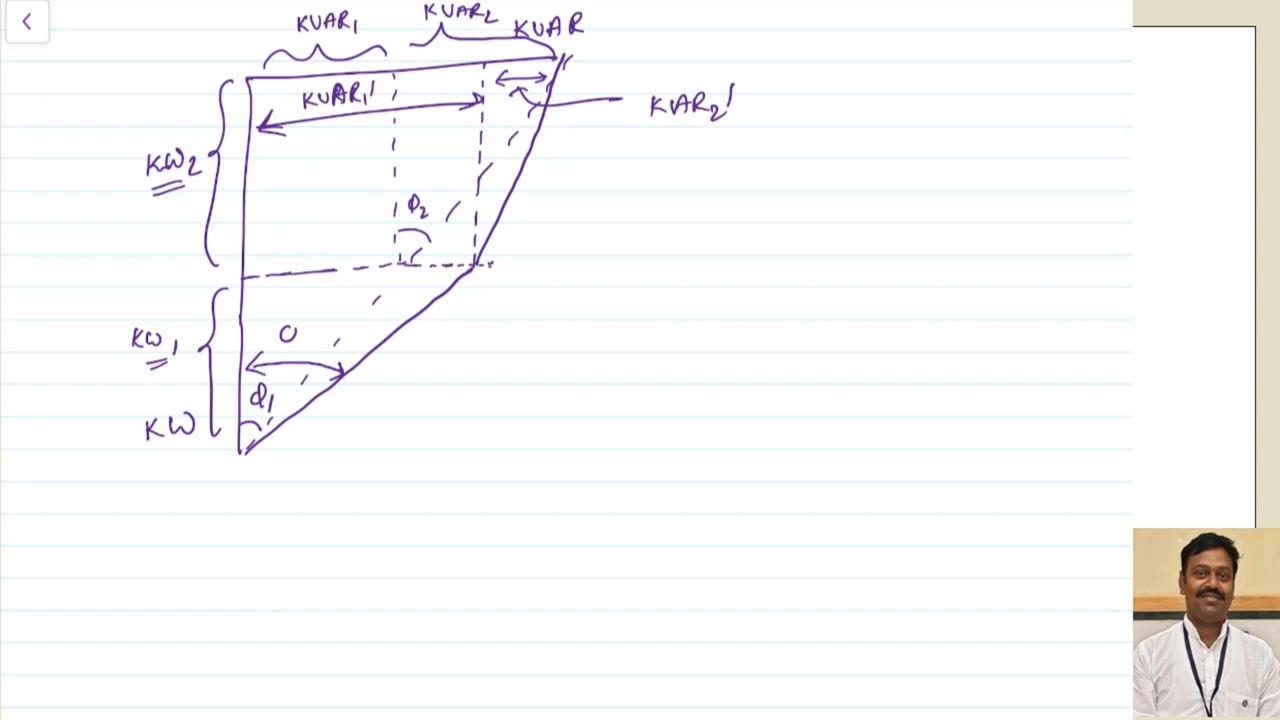 KVAR₁
KVAR₂
KVAR
KVAR₁'
KVAR₂'
KW₂
Φ₂
KW₁
Φ₁
KW